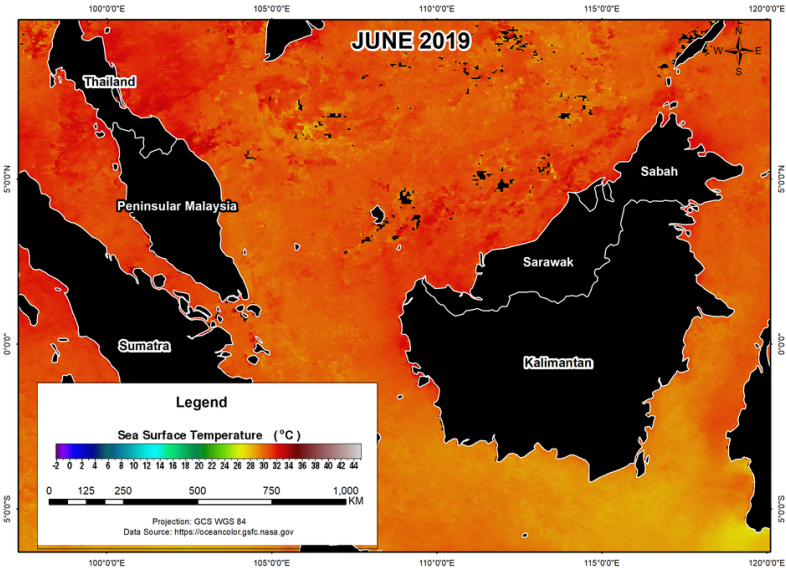 100°0'0"E 105°0'0"E 110°0'0"E 115°0'0"E 120°0'0"E
JUNE 2019
N
W E
S
Thailand
5°0'0"N 5°0'0"N
Sabah
Peninsular Malaysia
Sarawak
0°0'0" 0°0'0"
Sumatra
Kalimantan
Legend
Sea Surface Temperature (°C)
-2 0 2 4 6 8 10 12 14 16 18 20 22 24 26 28 30 32 34 36 38 40 42 44
0 125 250 500 750 1,000
KM
5°0'0"S 5°0'0"S
Projection: GCS WGS 84
Data Source: https://oceancolor.gsfc.nasa.gov
100°0'0"E 105°0'0"E 110°0'0"E 115°0'0"E 120°0'0"E